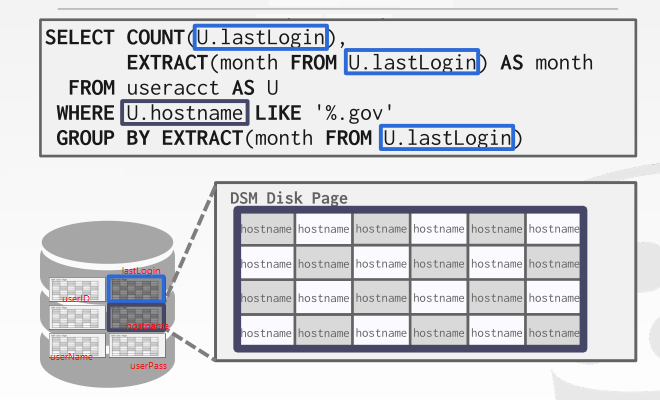 SELECT COUNT(U.lastLogin),
EXTRACT(month FROM U.lastLogin) AS month
FROM useracct AS U
WHERE U.hostname LIKE '%.gov'
GROUP BY EXTRACT(month FROM U.lastLogin)
DSM Disk Page
hostname hostname hostname hostname hostname hostname
hostname hostname hostname hostname hostname hostname
hostname hostname hostname hostname hostname hostname
hostname hostname hostname hostname hostname hostname
lastLogin
userID
hostname
userName
userPass